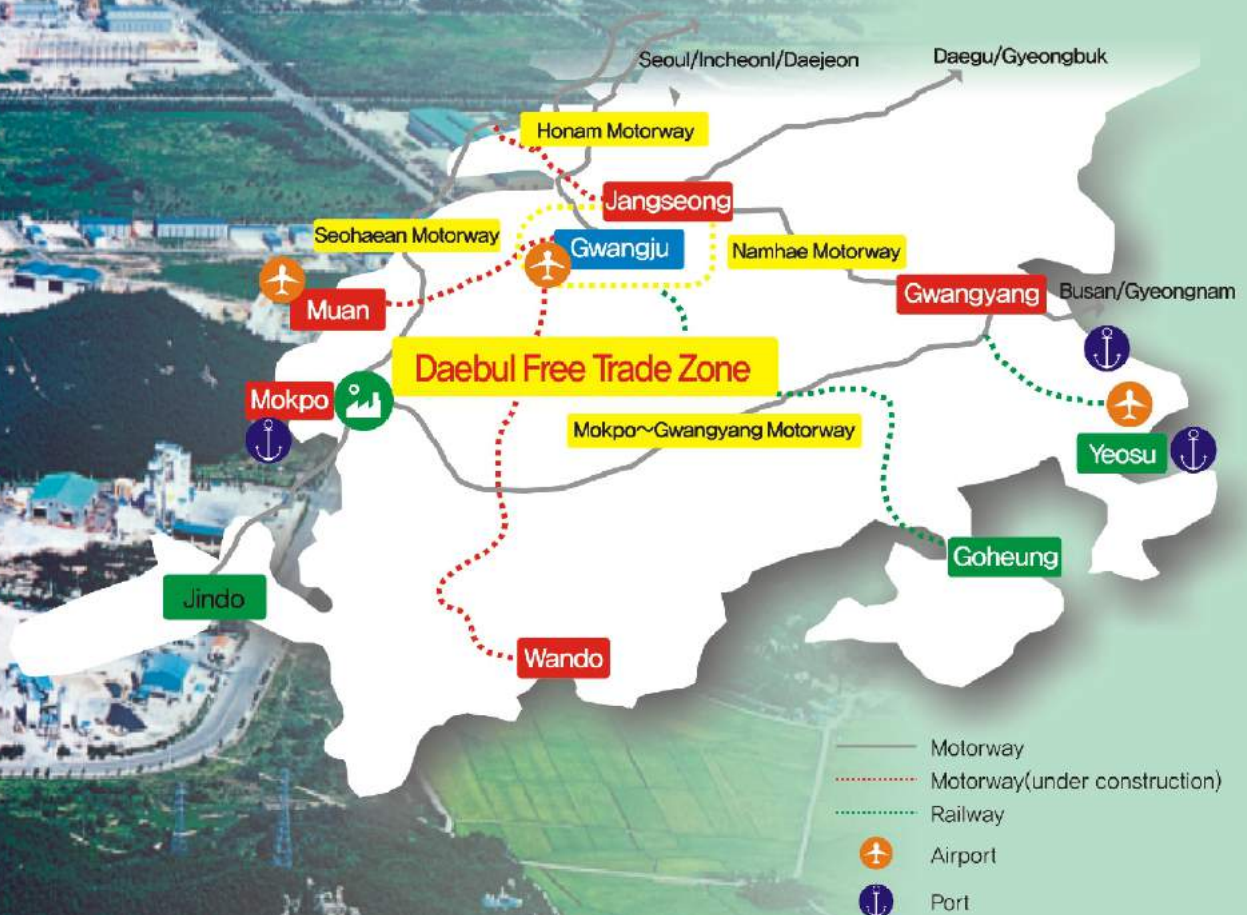 Seoul/Incheonl/Daejeon
Daegu/Gyeongbuk
Honam Motorway
Jangseong
Seohaean Motorway
Gwangju
Namhae Motorway
Muan
Gwangyang
Busan/Gyeongnam
Daebul Free Trade Zone
Mokpo
Mokpo~Gwangyang Motorway
Yeosu
Goheung
Jindo
Wando
Motorway
Motorway(under construction)
Railway
Airport
Port